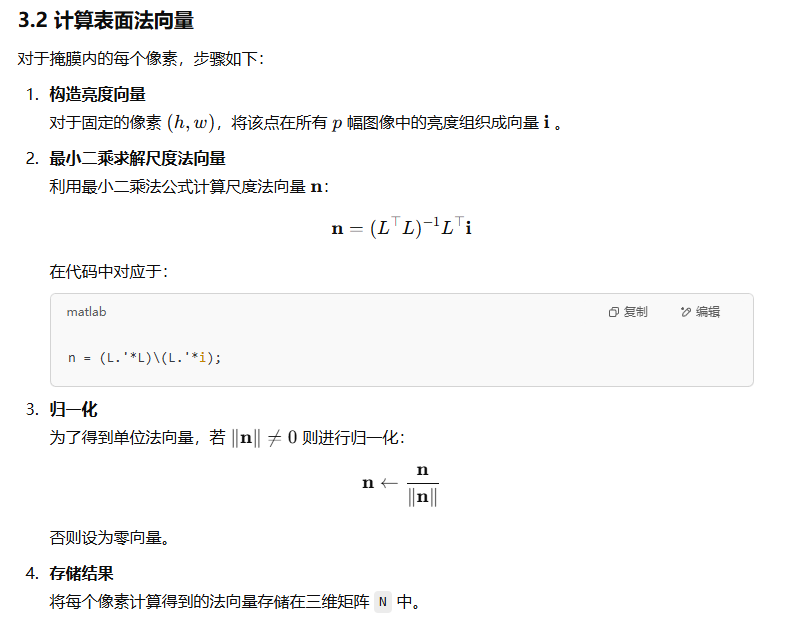 3.2 计算表面法向量
对于掩膜内的每个像素，步骤如下：
1. 构造亮度向量
对于固定的像素 (h, w)，将该点在所有 p 幅图像中的亮度组织成向量 i 。
2. 最小二乘求解尺度法向量
利用最小二乘法公式计算尺度法向量 n：
n = (L⊤L)−1L⊤i
在代码中对应于：
matlab 复制 编辑
n = (L.'*L)\(L.'*i);
3. 归一化
为了得到单位法向量，若 ∥n∥ ≠ 0 则进行归一化：
n ← n / ∥n∥
否则设为零向量。
4. 存储结果
将每个像素计算得到的法向量存储在三维矩阵 N 中。